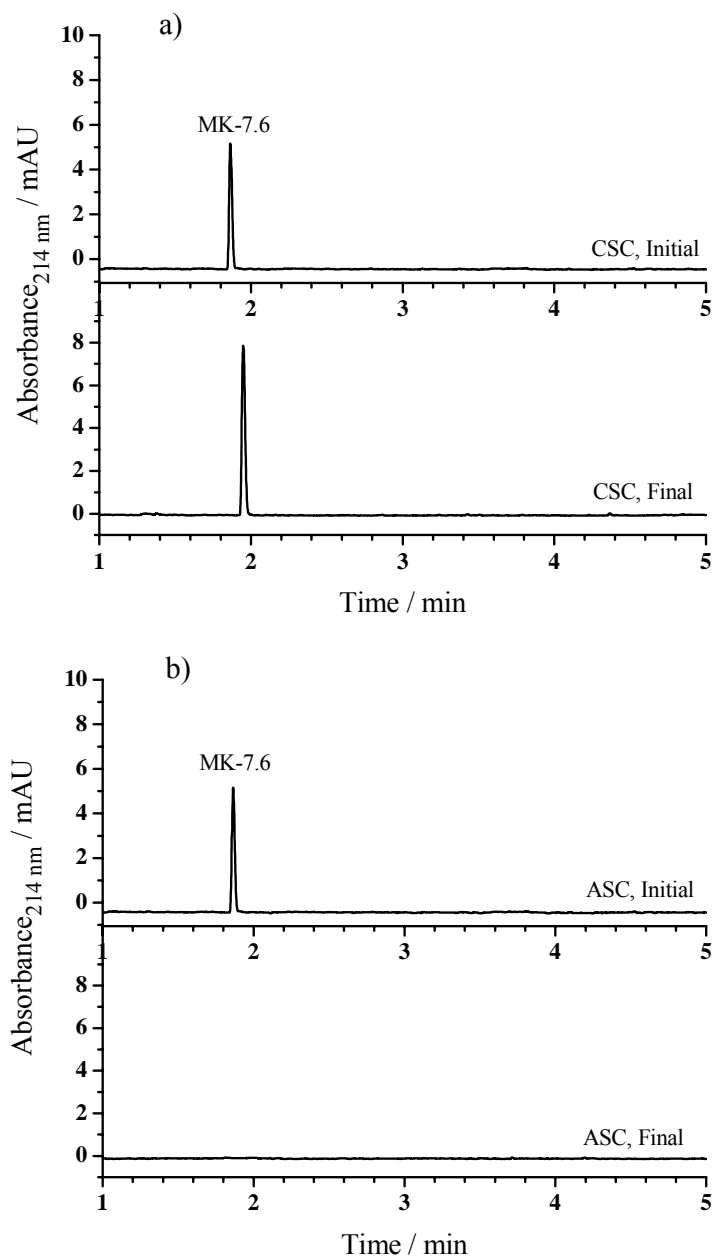 a)
10
8
6
4
2
0
MK-7.6
CSC, Initial
1 2 3 4 5
8
6
4
2
0
CSC, Final
1 2 3 4 5
Absorbance214 nm / mAU
Time / min
b)
10
8
6
4
2
0
MK-7.6
ASC, Initial
1 2 3 4 5
8
6
4
2
0
ASC, Final
1 2 3 4 5
Absorbance214 nm / mAU
Time / min